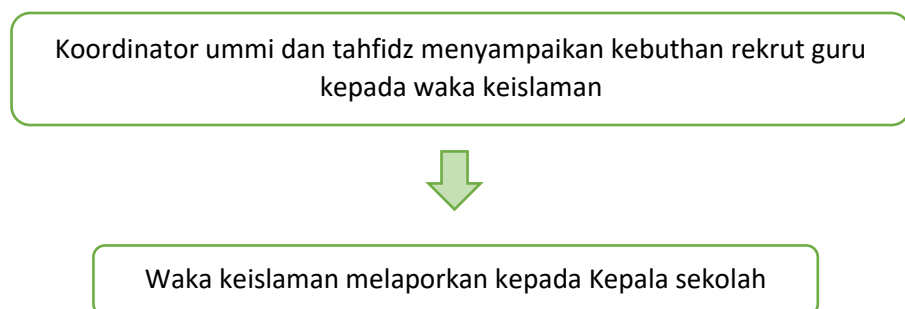 Koordinator ummi dan tahfidz menyampaikan kebuthan rekrut guru
kepada waka keislaman
Waka keislaman melaporkan kepada Kepala sekolah